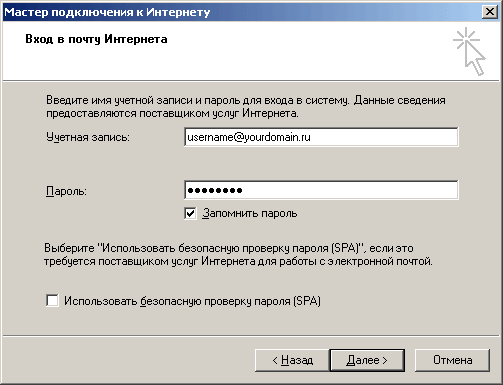 Мастер подключения к Интернету
Вход в почту Интернета
Введите имя учетной записи и пароль для входа в систему. Данные сведения
предоставляются поставщиком услуг Интернета.
Учетная запись:
username@yourdomain.ru
Пароль:
●●●●●●●●
Запомнить пароль
Выберите "Использовать безопасную проверку пароля (SPA)", если это
требуется поставщиком услуг Интернета для работы с электронной почтой.
Использовать безопасную проверку пароля (SPA)
< Назад
Далее >
Отмена